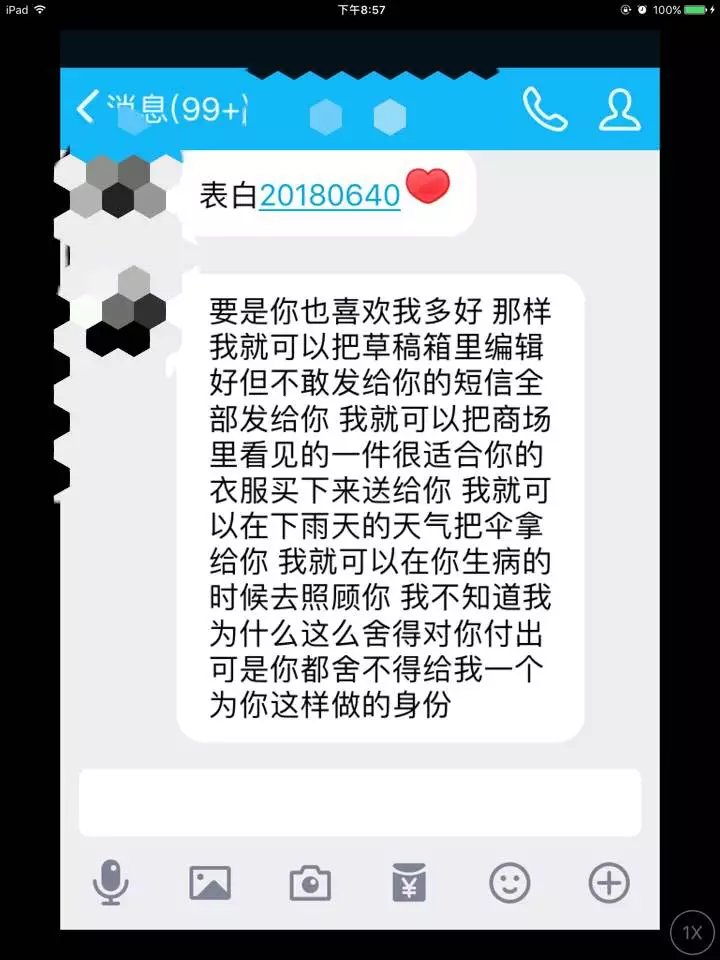 iPad 下午8:57 100%
消息(99+)
表白20180640
要是你也喜欢我多好 那样
我就可以把草稿箱里编辑
好但不敢发给你的短信全
部发给你 我就可以把商场
里看见的一件很适合你的
衣服买下来送给你 我就可
以在下雨天的天气把伞拿
给你 我就可以在你生病的
时候去照顾你 我不知道我
为什么这么舍得对你付出
可是你都舍不得给我一个
为你这样做的身份
¥
1X